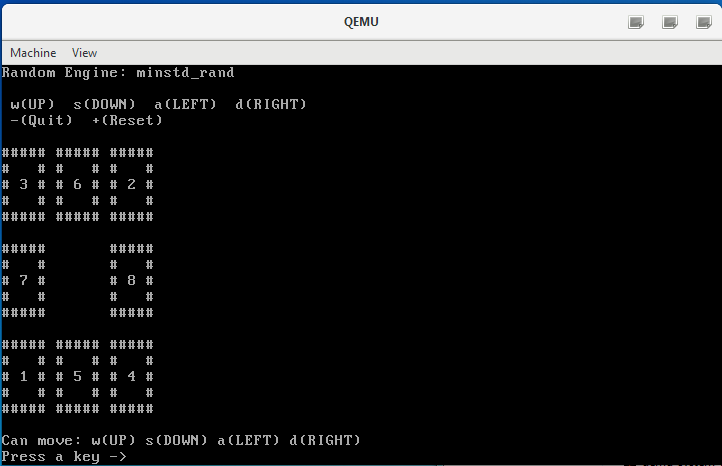 QEMU
Machine View
Random Engine: minstd_rand
w(UP) s(DOWN) a(LEFT) d(RIGHT)
-(Quit) +(Reset)
##### ##### #####
#   # #   # #   #
# 3 # # 6 # # 2 #
#   # #   # #   #
##### ##### #####
#####       #####
#   #       #   #
# 7 #       # 8 #
#   #       #   #
#####       #####
##### ##### #####
#   # #   # #   #
# 1 # # 5 # # 4 #
#   # #   # #   #
##### ##### #####
Can move: w(UP) s(DOWN) a(LEFT) d(RIGHT)
Press a key ->